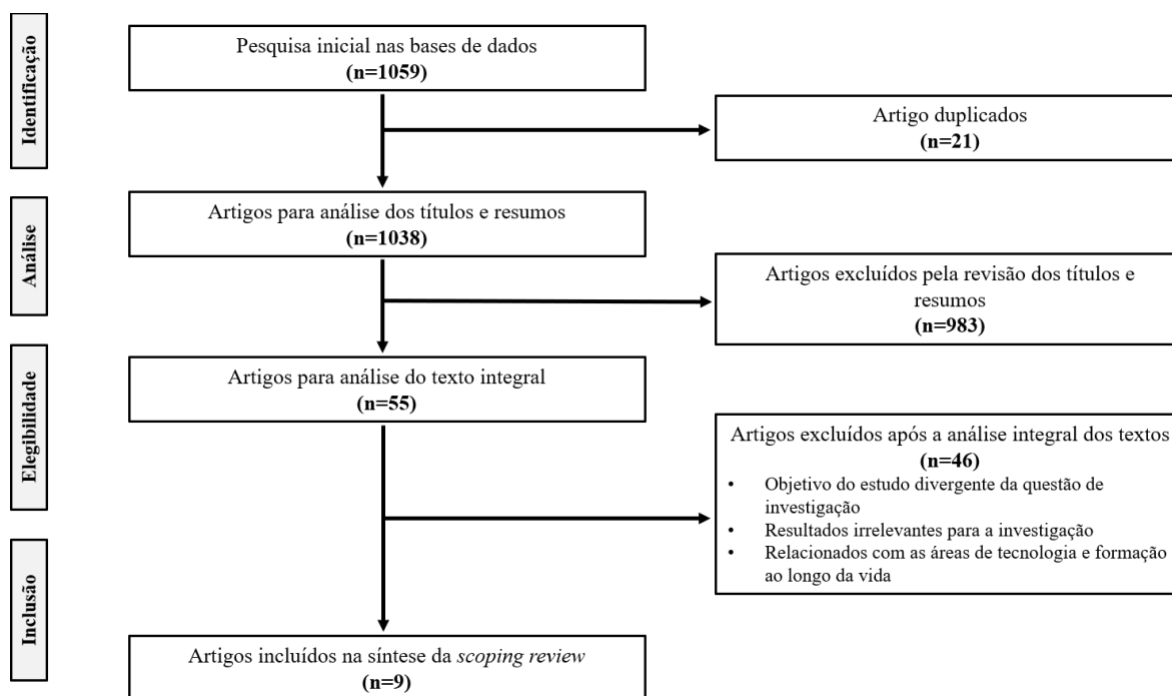 Identificação
Pesquisa inicial nas bases de dados
(n=1059)
Artigo duplicados
(n=21)
Análise
Artigos para análise dos títulos e resumos
(n=1038)
Artigos excluídos pela revisão dos títulos e
resumos
(n=983)
Elegibilidade
Artigos para análise do texto integral
(n=55)
Artigos excluídos após a análise integral dos textos
(n=46)
• Objetivo do estudo divergente da questão de
investigação
• Resultados irrelevantes para a investigação
• Relacionados com as áreas de tecnologia e formação
ao longo da vida
Inclusão
Artigos incluídos na síntese da scoping review
(n=9)